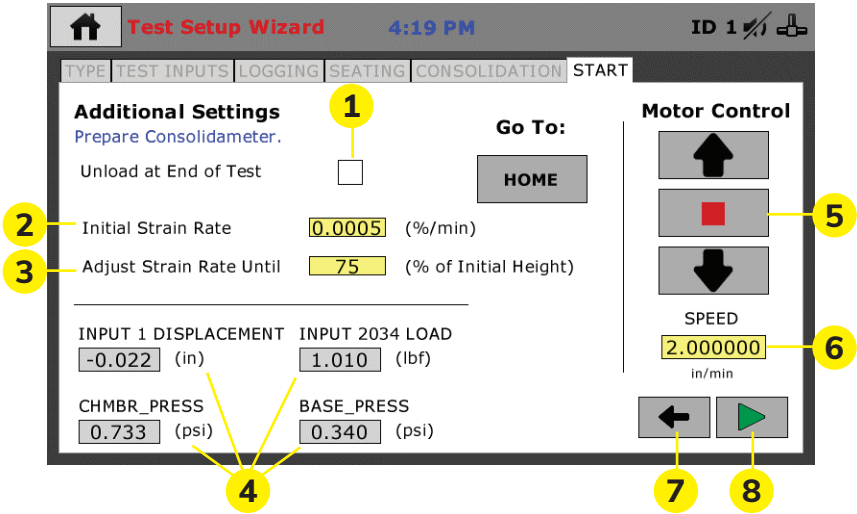 Test Setup Wizard 4:19 PM ID 1
TYPE TEST INPUTS LOGGING SEATING CONSOLIDATION START
Additional Settings
Prepare Consolidameter.
1
Unload at End of Test
Go To:
HOME
Motor Control
2 Initial Strain Rate 0.0005 (%/min)
3 Adjust Strain Rate Until 75 (% of Initial Height)
5
SPEED
2.000000 6
in/min
INPUT 1 DISPLACEMENT INPUT 2034 LOAD
-0.022 (in) 1.010 (lbf)
CHMBR_PRESS BASE_PRESS
0.733 (psi) 0.340 (psi)
4 7 8